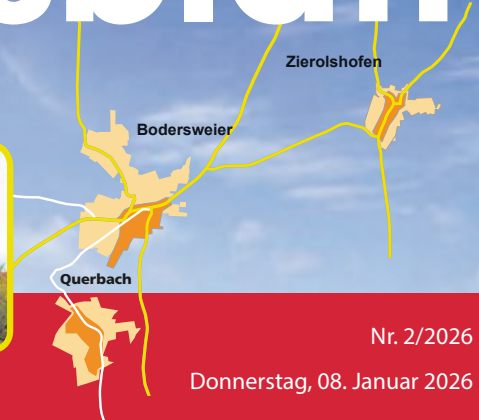 Zierolshofen
Bodersweier
Querbach
Nr. 2/2026
Donnerstag, 08. Januar 2026